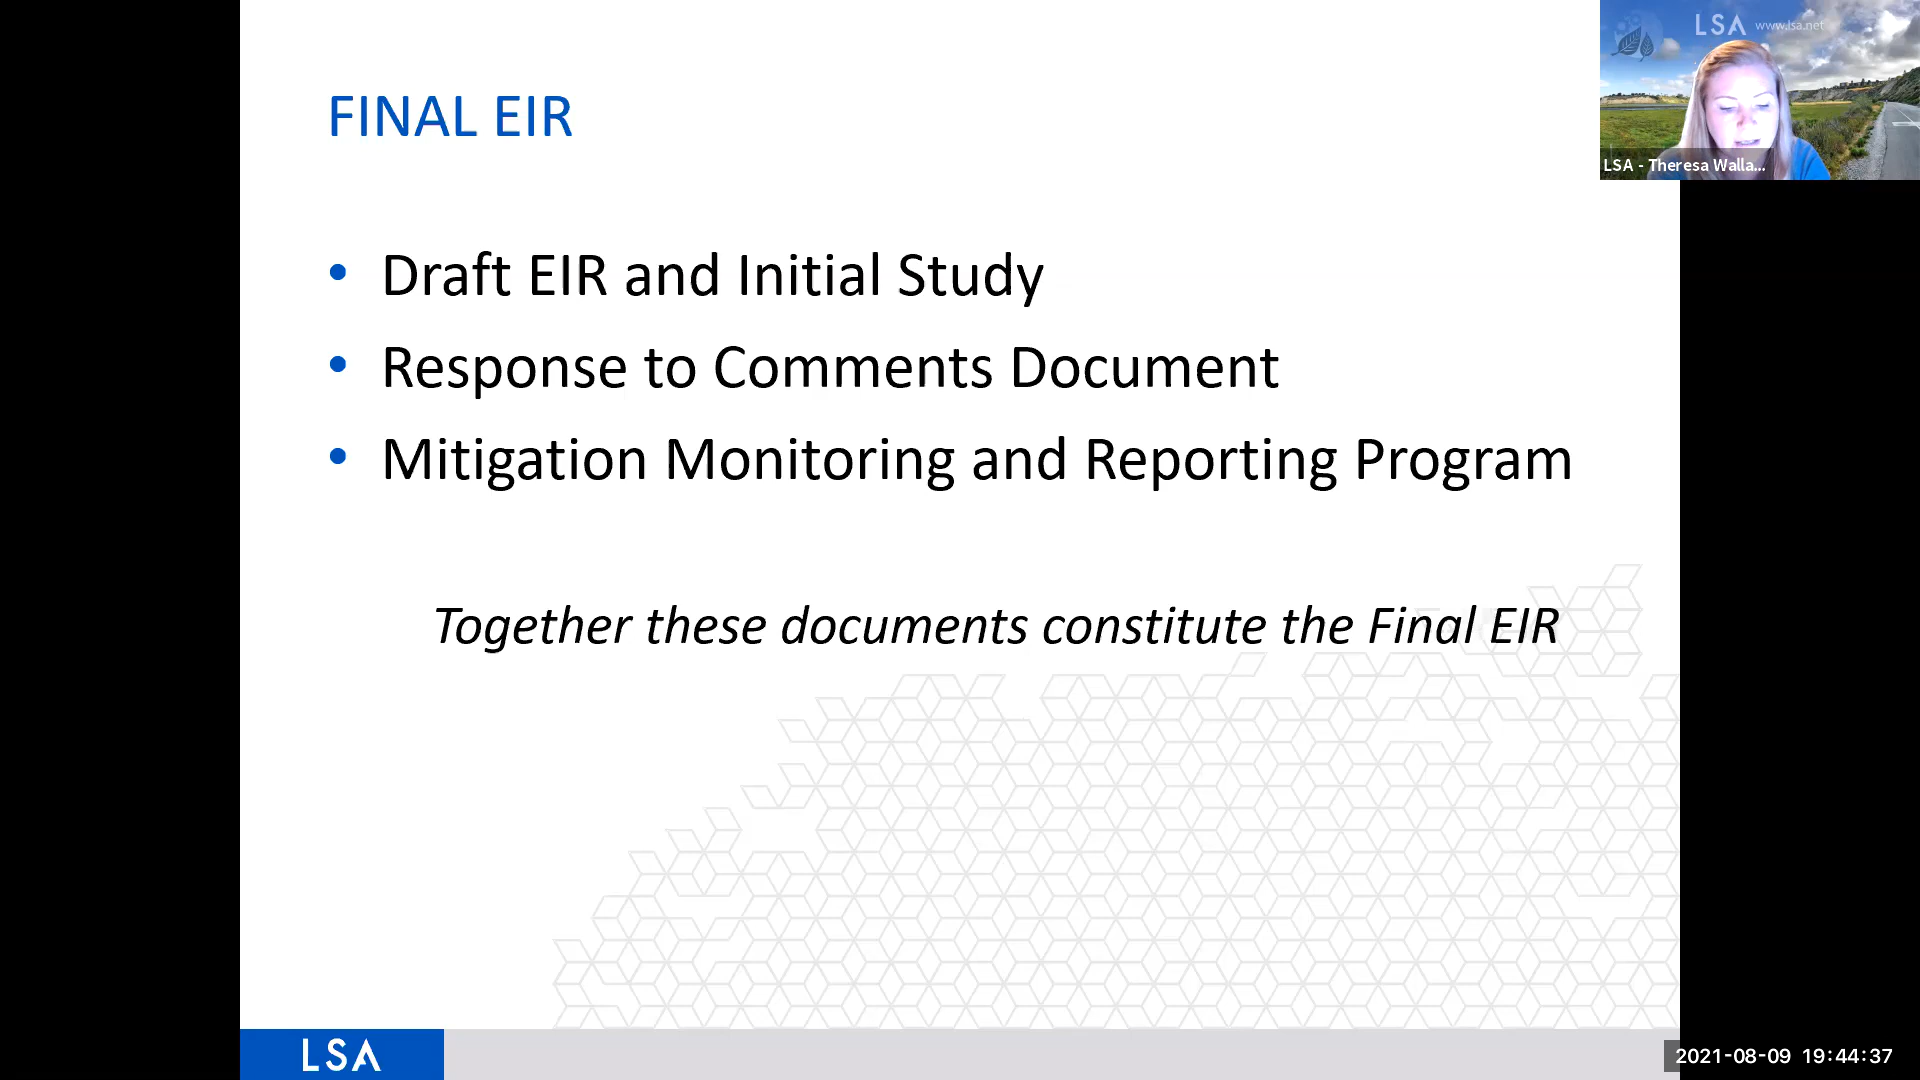 LSA www.lsa.net
FINAL EIR
LSA - Theresa Walla...
• Draft EIR and Initial Study
• Response to Comments Document
• Mitigation Monitoring and Reporting Program
Together these documents constitute the Final EIR
LSA
2021-08-09 19:44:37